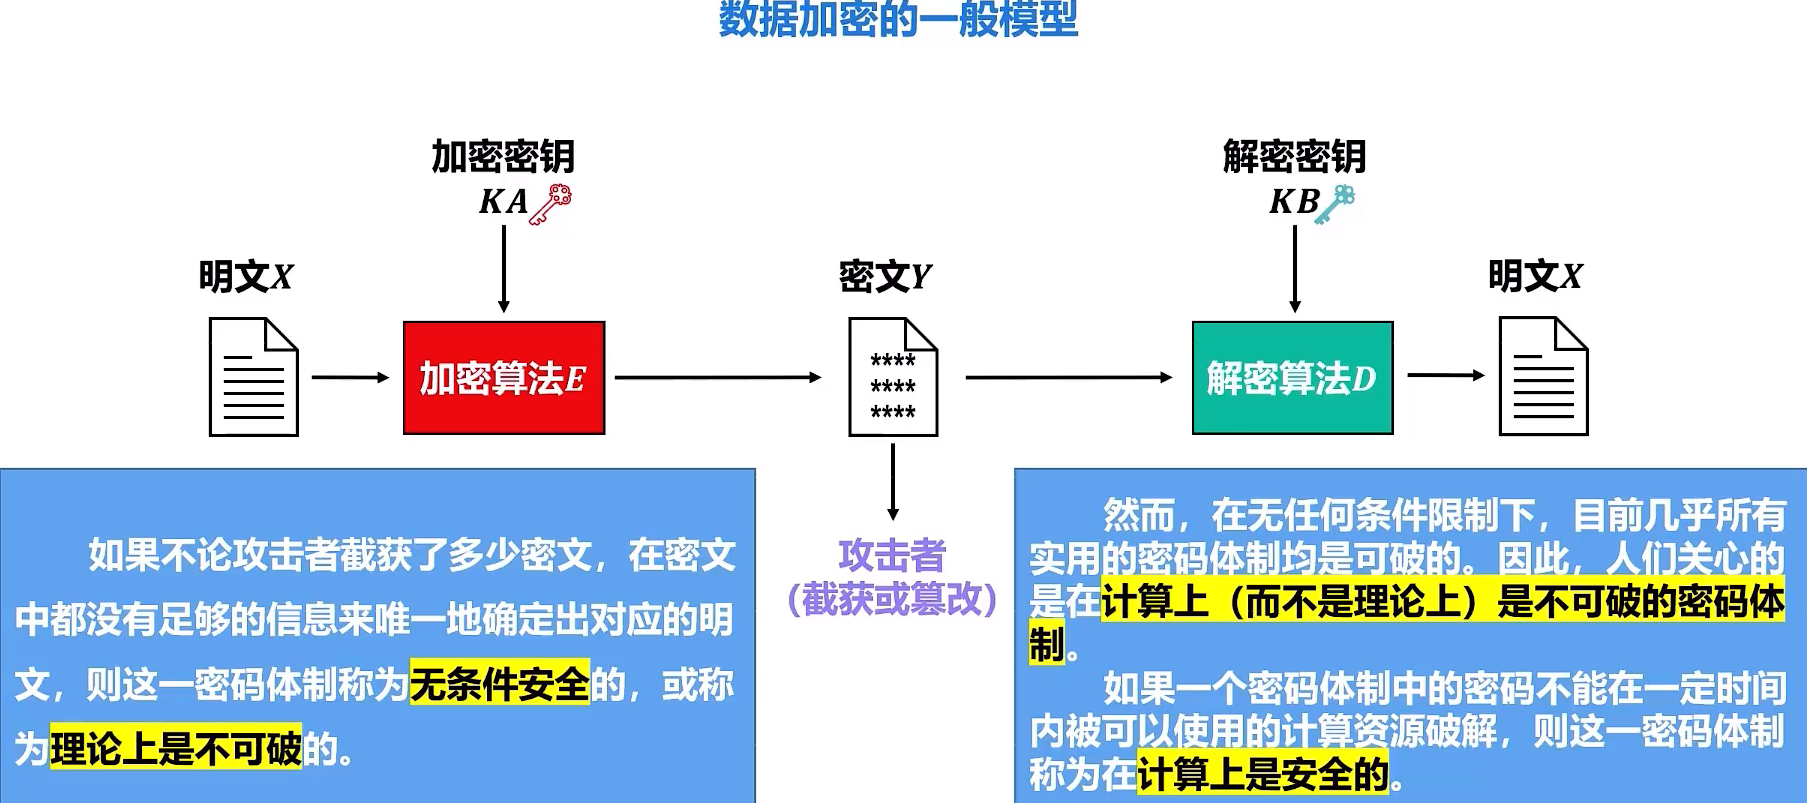 数据加密的一般模型
加密密钥
KA
解密密钥
KB
明文X
密文Y
明文X
加密算法E
****
****
****
解密算法D
攻击者
（截获或篡改）
如果不论攻击者截获了多少密文，在密文
中都没有足够的信息来唯一地确定出对应的明
文，则这一密码体制称为无条件安全的，或称
为理论上是不可破的。
然而，在无任何条件限制下，目前几乎所有
实用的密码体制均是可破的。因此，人们关心的
是在计算上（而不是理论上）是不可破的密码体
制。
如果一个密码体制中的密码不能在一定时间
内被可以使用的计算资源破解，则这一密码体制
称为在计算上是安全的。